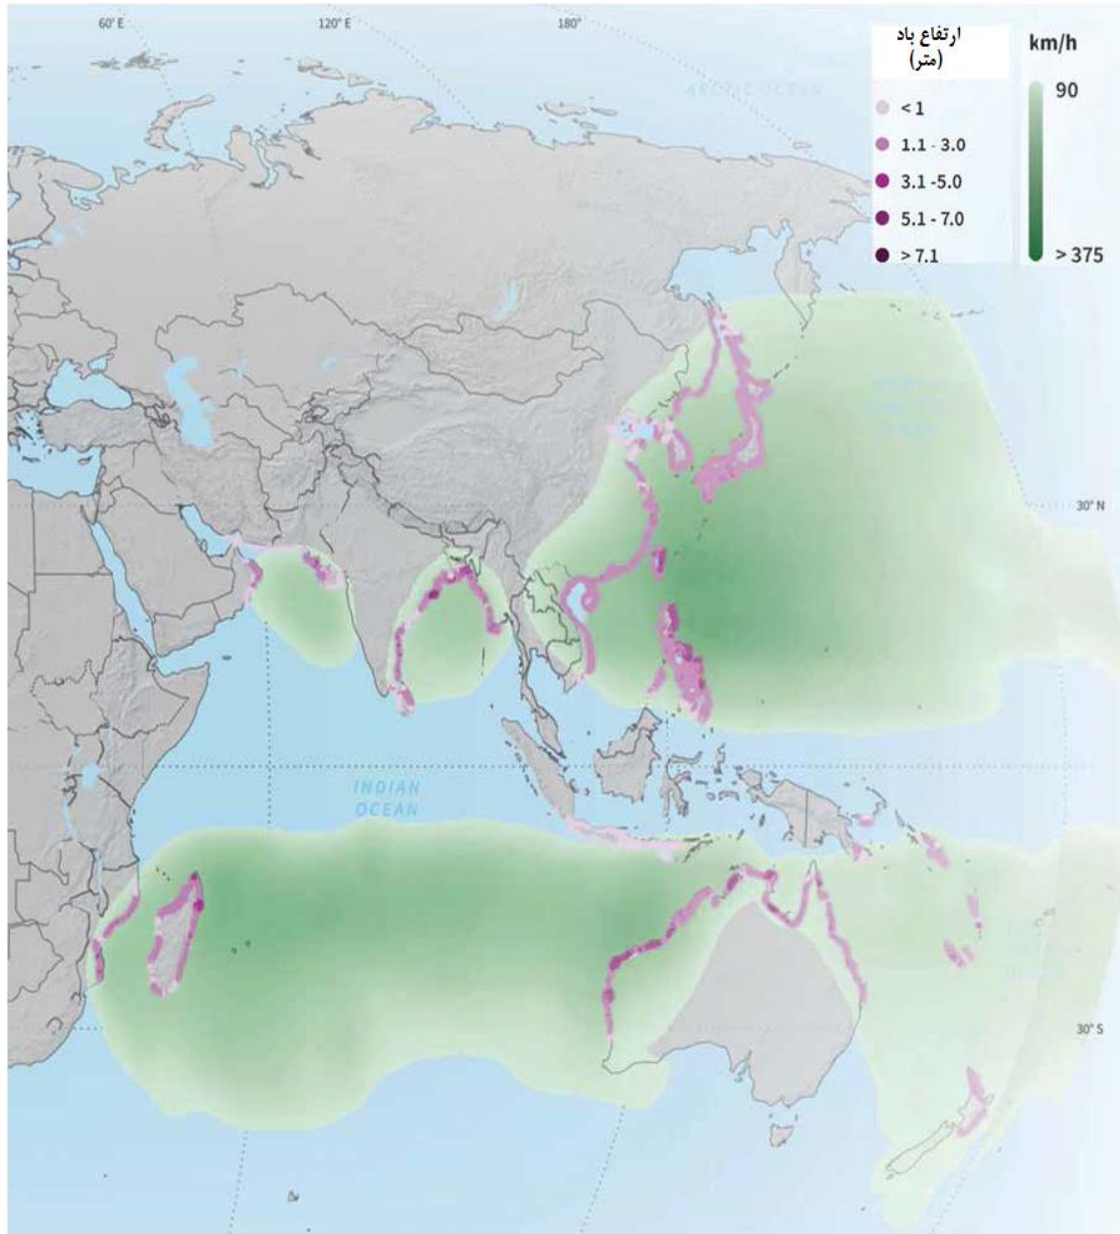 60° E
120° E
180°
ارتفاع باد
(متر)
km/h
ARCTIC OCEAN
90
< 1
1.1 - 3.0
3.1 -5.0
5.1 - 7.0
> 7.1
> 375
30° N
INDIAN
OCEAN
30° S